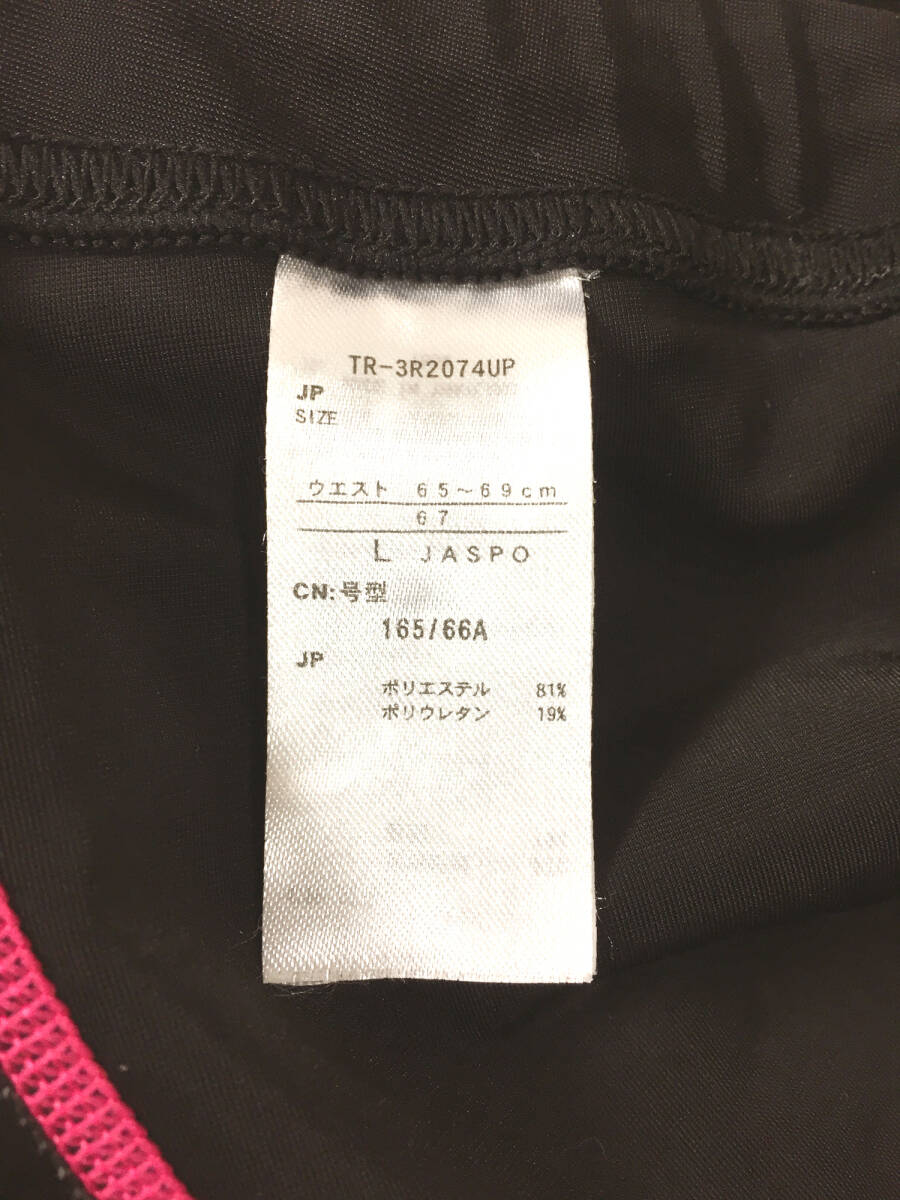 TR-3R2074UP
JP
SIZE
ウエスト 65~69cm
67
L JASPO
CN:号型
165/66A
JP
ポリエステル 81%
ポリウレタン 19%